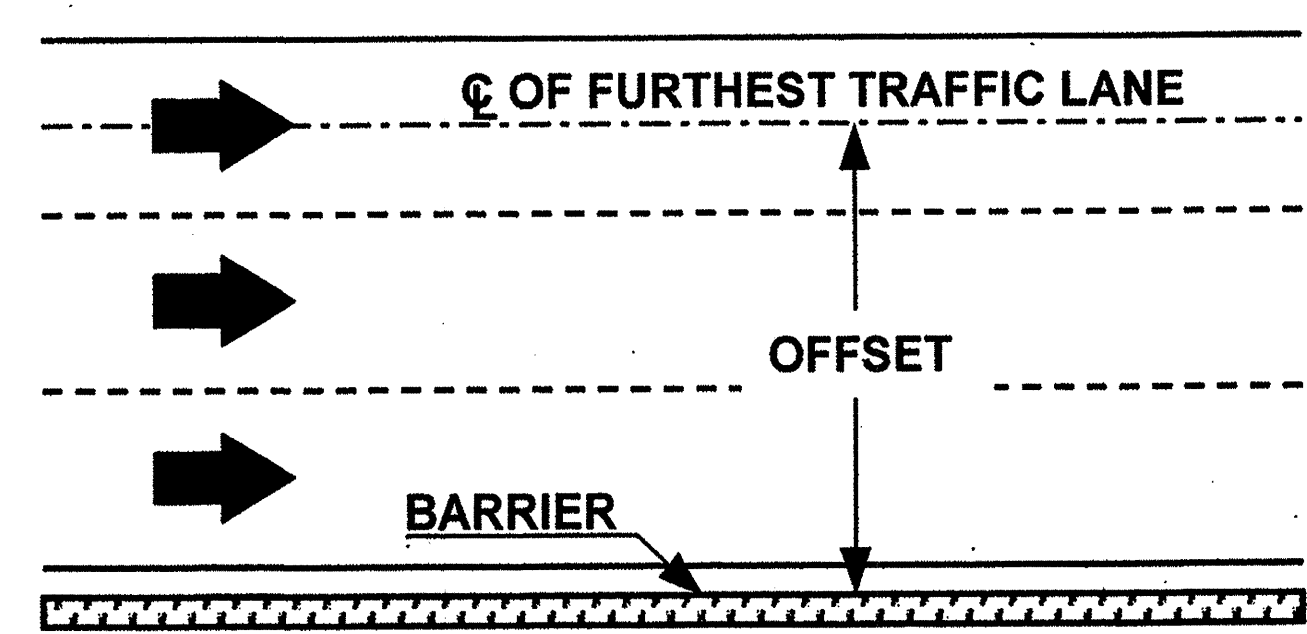 ℄ OF FURTHEST TRAFFIC LANE
OFFSET
BARRIER